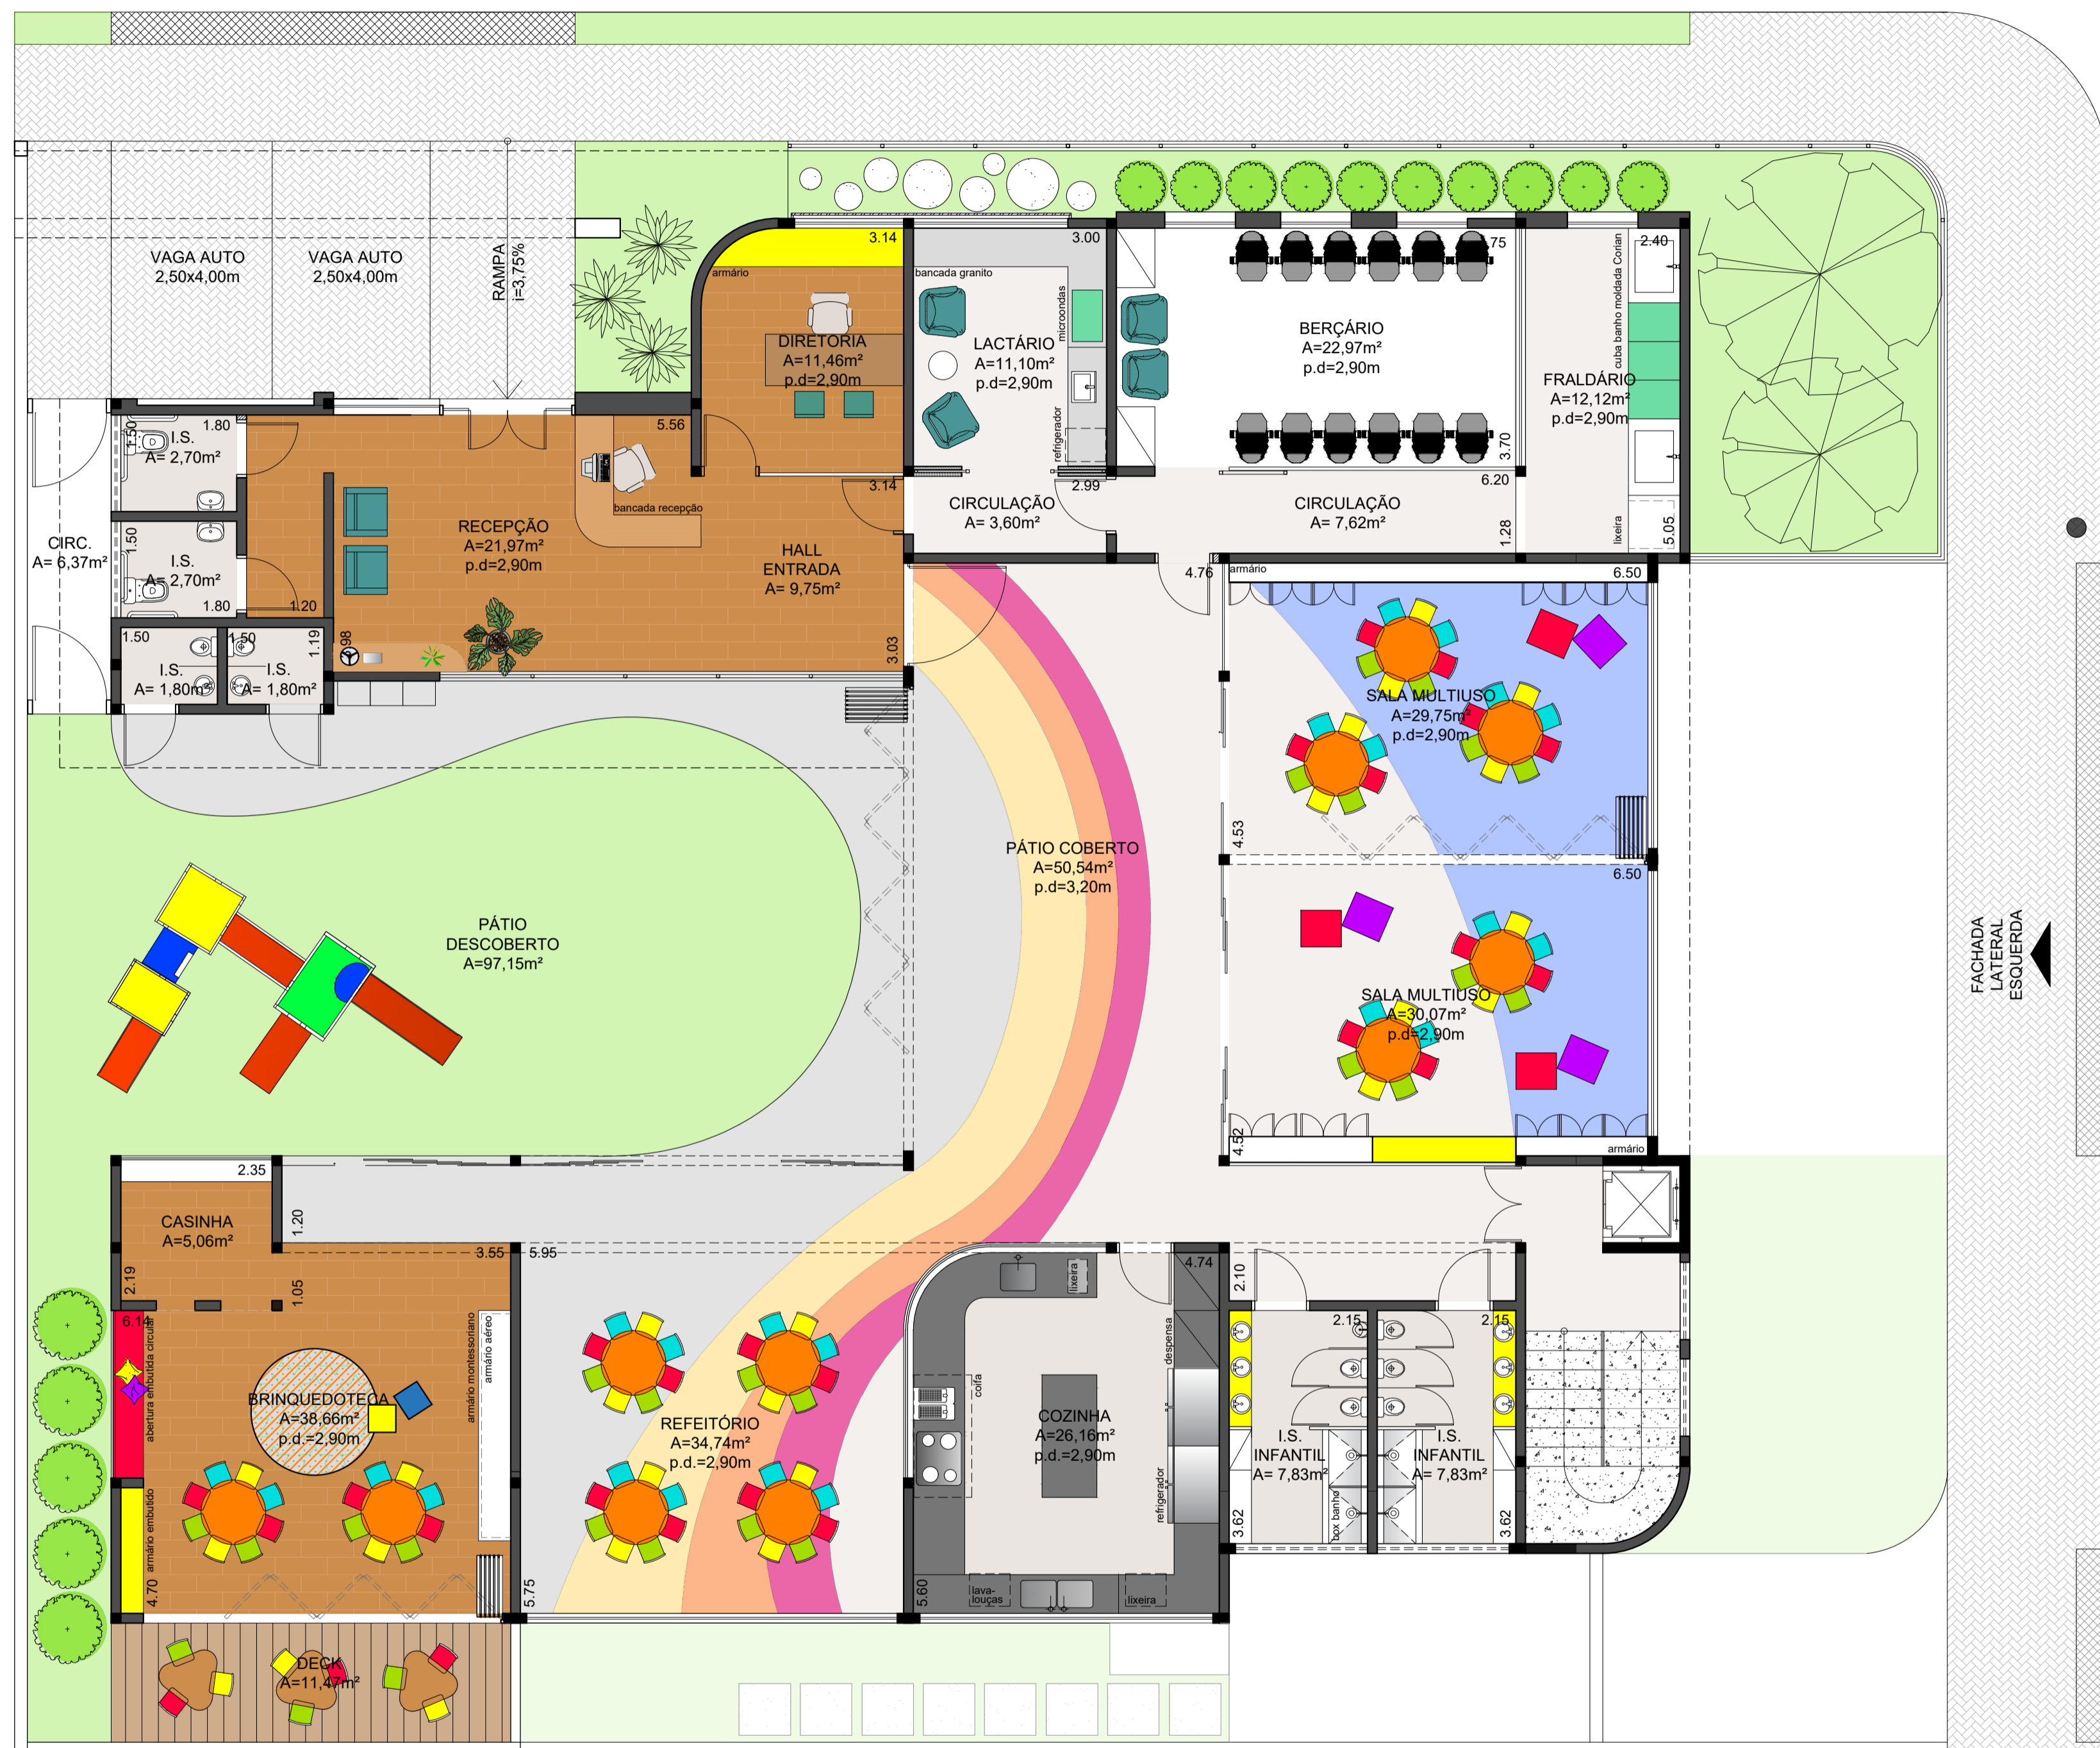 VAGA AUTO
2,50x4,00m
VAGA AUTO
2,50x4,00m
RAMPA
i=3,75%
3.14
armário
DIRETORIA
A=11,46m²
p.d=2,90m
3.00
bancada granito
microondas
LACTÁRIO
A=11,10m²
p.d=2,90m
refrigerador
BERÇÁRIO
A=22,97m²
p.d=2,90m
3.70
2.40
cuba banho moldada Corian
FRALDÁRIO
A=12,12m²
p.d=2,90m
lixeira
5.05
1.50
1.80
I.S.
A= 2,70m²
1.50
I.S.
A= 2,70m²
1.80
1.20
CIRC.
A= 6,37m²
1.50
I.S.
A= 1,80m²
1.50
1.19
I.S.
A= 1,80m²
5.56
bancada recepção
RECEPÇÃO
A=21,97m²
p.d=2,90m
3.14
HALL
ENTRADA
A= 9,75m²
3.03
2.99
CIRCULAÇÃO
A= 3,60m²
6.20
CIRCULAÇÃO
A= 7,62m²
1.28
4.76
armário
6.50
SALA MULTIUSO
A=29,75m²
p.d=2,90m
4.53
6.50
SALA MULTIUSO
A=30,07m²
p.d=2,90m
4.52
armário
PÁTIO COBERTO
A=50,54m²
p.d=3,20m
PÁTIO
DESCOBERTO
A=97,15m²
FACHADA
LATERAL
ESQUERDA
2.35
CASINHA
A=5,06m²
1.20
2.19
1.05
3.55
5.95
6.14
abertura embutida circular
armário montessoriano
armário aéreo
BRINQUEDOTECA
A=38,66m²
p.d.=2,90m
armário embutido
4.70
REFEITÓRIO
A=34,74m²
p.d.=2,90m
5.75
lixeira
4.74
despensa
coifa
COZINHA
A=26,16m²
p.d.=2,90m
refrigerador
5.60
lava-
louças
lixeira
2.10
2.15
2.15
I.S.
INFANTIL
A= 7,83m²
I.S.
INFANTIL
A= 7,83m²
3.62
box banho
3.62
DECK
A=11,47m²